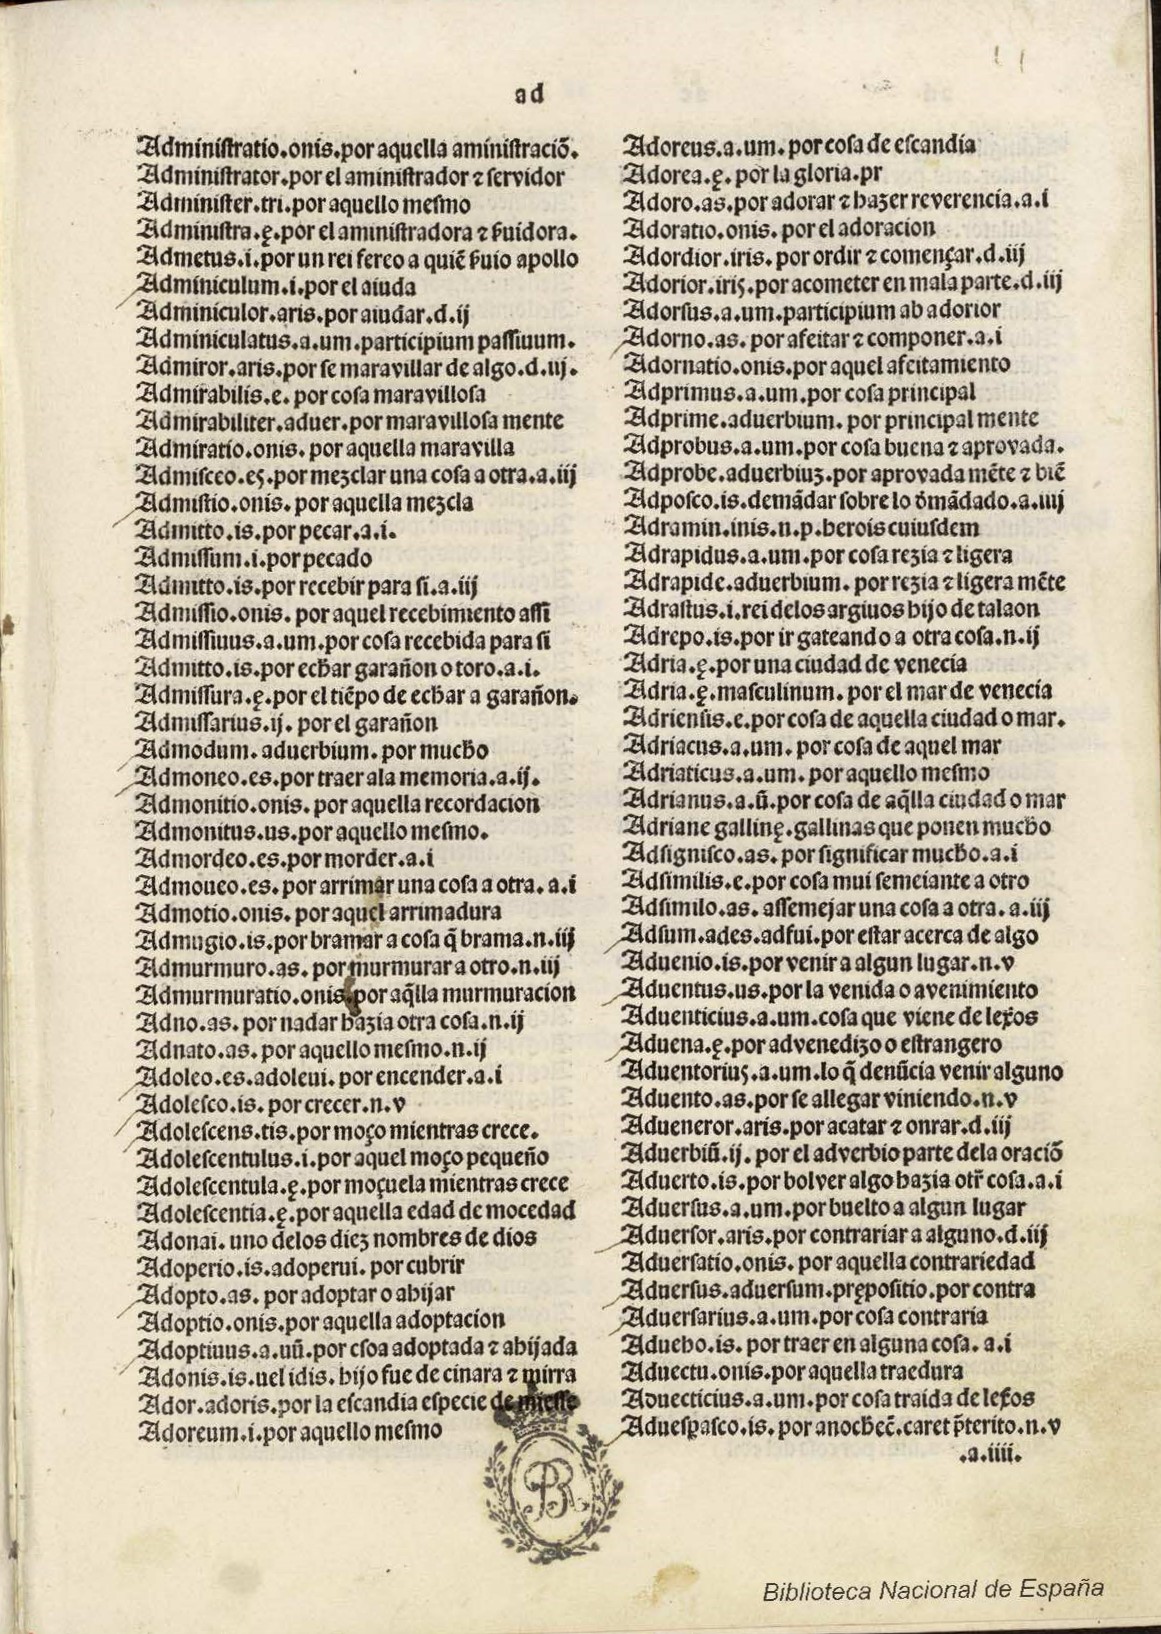 ad
Administratio.onis.por aquella aministraciō.
Administrator.por el aministrador ⁊ servidor
Administer.tri.por aquello mesmo
Administra.ę.por el aministradora ⁊ s̃uidora.
Admetus.i.por un rei fereo a quiē s̃uio apollo
Adminiculum.i.por el aiuda
Adminiculor.aris.por aiudar.d.ij
Adminiculatus.a.um.participium passiuum.
Admiror.aris.por se maravillar de algo.d.iij.
Admirabilis.e.por cosa maravillosa
Admirabiliter.aduer.por maravillosa mente
Admiratio.onis.por aquella maravilla
Admisceo.es.por mezclar una cosa a otra.a.iij
Admistio.onis.por aquella mezcla
Admitto.is.por pecar.a.i.
Admissum.i.por pecado
Admitto.is.por recebir para si.a.iij
Admissio.onis.por aquel recebimiento assi
Admissiuus.a.um.por cosa recebida para si
Admitto.is.por echar garañon o toro.a.i.
Admissura.ę.por el tiēpo de echar a garañon.
Admissarius.ij.por el garañon
Admodum.aduerbium.por mucho
Admoneo.es.por traer ala memoria.a.ij.
Admonitio.onis.por aquella recordacion
Admonitus.us.por aquello mesmo.
Admordeo.es.por morder.a.i
Admoueo.es.por arrimar una cosa a otra.a.i
Admotio.onis.por aquel arrimadura
Admugio.is.por bramar a cosa q̄ brama.n.iij
Admurmuro.as.por murmurar a otro.n.iij
Admurmuratio.onis.por aq̄lla murmuracion
Adno.as.por nadar hazia otra cosa.n.ij
Adnato.as.por aquello mesmo.n.ij
Adoleo.es.adoleui.por encender.a.i
Adolesco.is.por crecer.n.v
Adolescens.tis.por moço mientras crece.
Adolescentulus.i.por aquel moço pequeño
Adolescentula.ę.por moçuela mientras crece
Adolescentia.ę.por aquella edad de mocedad
Adonai.uno delos diez nombres de dios
Adoperio.is.adoperui.por cubrir
Adopto.as.por adoptar o ahijar
Adoptio.onis.por aquella adoptacion
Adoptiuus.a.uū.por csoa adoptada ⁊ ahijada
Adonis.is.uel idis.hijo fue de cinara ⁊ mirra
Ador.adoris.por la escandia especie de miesse
Adoreum.i.por aquello mesmo
Adoreus.a.um.por cosa de escandia
Adorea.ę.por la gloria.pr
Adoro.as.por adorar ⁊ hazer reverencia.a.i
Adoratio.onis.por el adoracion
Adordior.iris.por ordir ⁊ començar.d.iij
Adorior.iris.por acometer en mala parte.d.iij
Adorsus.a.um.participium ab adorior
Adorno.as.por afeitar ⁊ componer.a.i
Adornatio.onis.por aquel afeitamiento
Adprimus.a.um.por cosa principal
Adprime.aduerbium.por principal mente
Adprobus.a.um.por cosa buena ⁊ aprovada.
Adprobe.aduerbiuz.por aprovada mēte ⁊ biē
Adposco.is.demādar sobre lo d̄mādado.a.iiij
Adramin.inis.n.p.herois cuiusdem
Adrapidus.a.um.por cosa rezia ⁊ ligera
Adrapide.aduerbium.por rezia ⁊ ligera mēte
Adrastus.i.rei delos argiuos hijo de talaon
Adrepo.is.por ir gateando a otra cosa.n.ij
Adria.ę.por una ciudad de venecia
Adria.ę.masculinum.por el mar de venecia
Adriensis.e.por cosa de aquella ciudad o mar.
Adriacus.a.um.por cosa de aquel mar
Adriaticus.a.um.por aquello mesmo
Adrianus.a.ū.por cosa de aq̄lla ciudad o mar
Adriane gallinę.gallinas que ponen mucho
Adsignisco.as.por significar mucho.a.i
Adsimilis.e.por cosa mui semeiante a otro
Adsimilo.as.assemejar una cosa a otra.a.iij
Adsum.ades.adfui.por estar acerca de algo
Aduenio.is.por venir a algun lugar.n.v
Aduentus.us.por la venida o avenimiento
Aduenticius.a.um.cosa que viene de lexos
Aduena.ę.por advenedizo o estrangero
Aduentorius.a.um.lo q̄ denūcia venir alguno
Aduento.as.por se allegar viniendo.n.v
Adueneror.aris.por acatar ⁊ onrar.d.iij
Aduerbiū.ij.por el adverbio parte dela oraciō
Aduerto.is.por bolver algo hazia otr̄ cosa.a.i
Aduersus.a.um.por buelto a algun lugar
Aduersor.aris.por contrariar a alguno.d.iij
Aduersatio.onis.por aquella contrariedad
Aduersus.aduersum.prępositio.por contra
Aduersarius.a.um.por cosa contraria
Adueho.is.por traer en alguna cosa.a.i
Aduectu.onis.por aquella traedura
Aduecticius.a.um.por cosa traida de lexos
Aduesꝑasco.is.por anochec̄.caret p̄terito.n.v
.a.iiii.
BR
Biblioteca Nacional de España